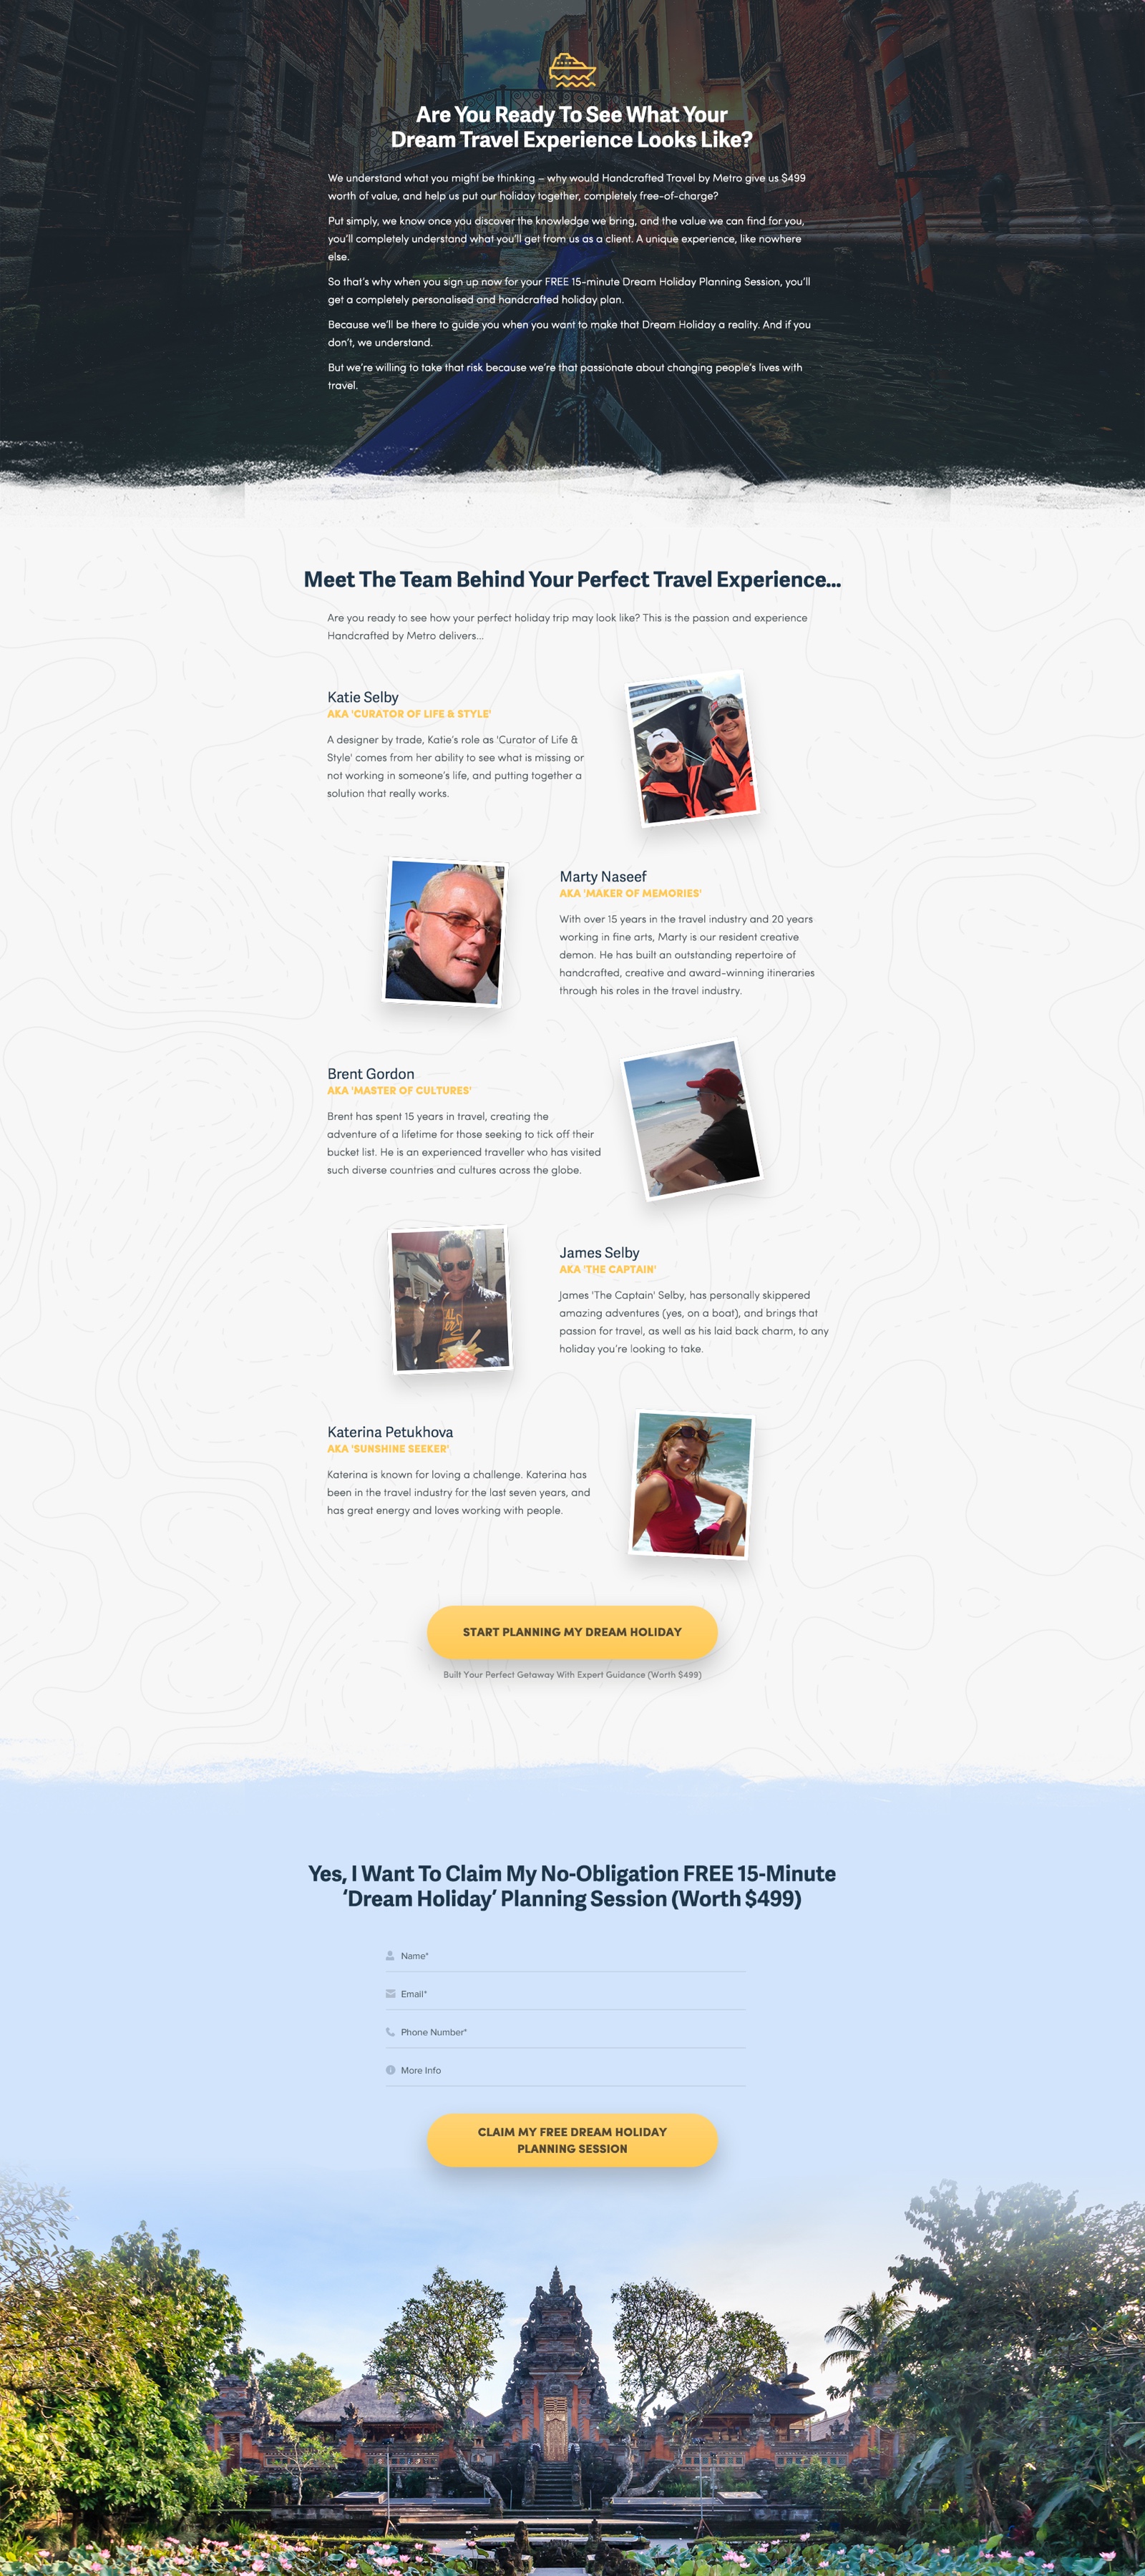 Are You Ready To See What Your
Dream Travel Experience Looks Like?
We understand what you might be thinking – why would Handcrafted Travel by Metro give us $499
worth of value, and help us put our holiday together, completely free-of-charge?
Put simply, we know once you discover the knowledge we bring, and the value we can find for you,
you'll completely understand what you'll get from us as a client. A unique experience, like nowhere
else.
So that's why when you sign up now for your FREE 15-minute Dream Holiday Planning Session, you'll
get a completely personalised and handcrafted holiday plan.
Because we'll be there to guide you when you want to make that Dream Holiday a reality. And if you
don't, we understand.
But we're willing to take that risk because we're that passionate about changing people's lives with
travel.
Meet The Team Behind Your Perfect Travel Experience...
Are you ready to see how your perfect holiday trip may look like? This is the passion and experience
Handcrafted by Metro delivers...
Katie Selby
AKA 'CURATOR OF LIFE & STYLE'
A designer by trade, Katie's role as 'Curator of Life &
Style' comes from her ability to see what is missing or
not working in someone's life, and putting together a
solution that really works.
Marty Naseef
AKA 'MAKER OF MEMORIES'
With over 15 years in the travel industry and 20 years
working in fine arts, Marty is our resident creative
demon. He has built an outstanding repertoire of
handcrafted, creative and award-winning itineraries
through his roles in the travel industry.
Brent Gordon
AKA 'MASTER OF CULTURES'
Brent has spent 15 years in travel, creating the
adventure of a lifetime for those seeking to tick off their
bucket list. He is an experienced traveller who has visited
such diverse countries and cultures across the globe.
James Selby
AKA 'THE CAPTAIN'
James 'The Captain' Selby, has personally skippered
amazing adventures (yes, on a boat), and brings that
passion for travel, as well as his laid back charm, to any
holiday you're looking to take.
Katerina Petukhova
AKA 'SUNSHINE SEEKER'
Katerina is known for loving a challenge. Katerina has
been in the travel industry for the last seven years, and
has great energy and loves working with people.
START PLANNING MY DREAM HOLIDAY
Built Your Perfect Getaway With Expert Guidance (Worth $499)
Yes, I Want To Claim My No-Obligation FREE 15-Minute
'Dream Holiday' Planning Session (Worth $499)
Name*
Email*
Phone Number*
More Info
CLAIM MY FREE DREAM HOLIDAY
PLANNING SESSION